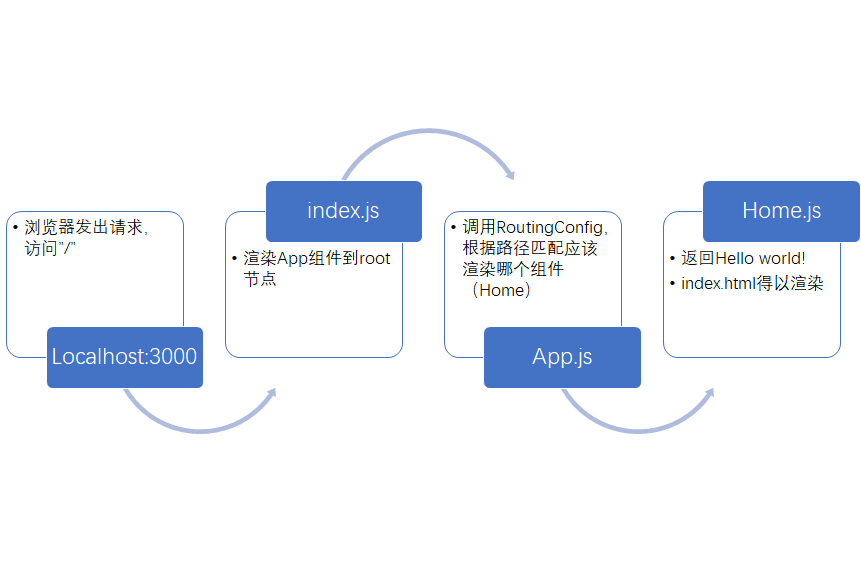 浏览器发出请求，
访问”/”
Localhost:3000
index.js
渲染App组件到root
节点
调用RoutingConfig，
根据路径匹配应该
渲染哪个组件
（Home）
App.js
Home.js
返回Hello world!
index.html得以渲染